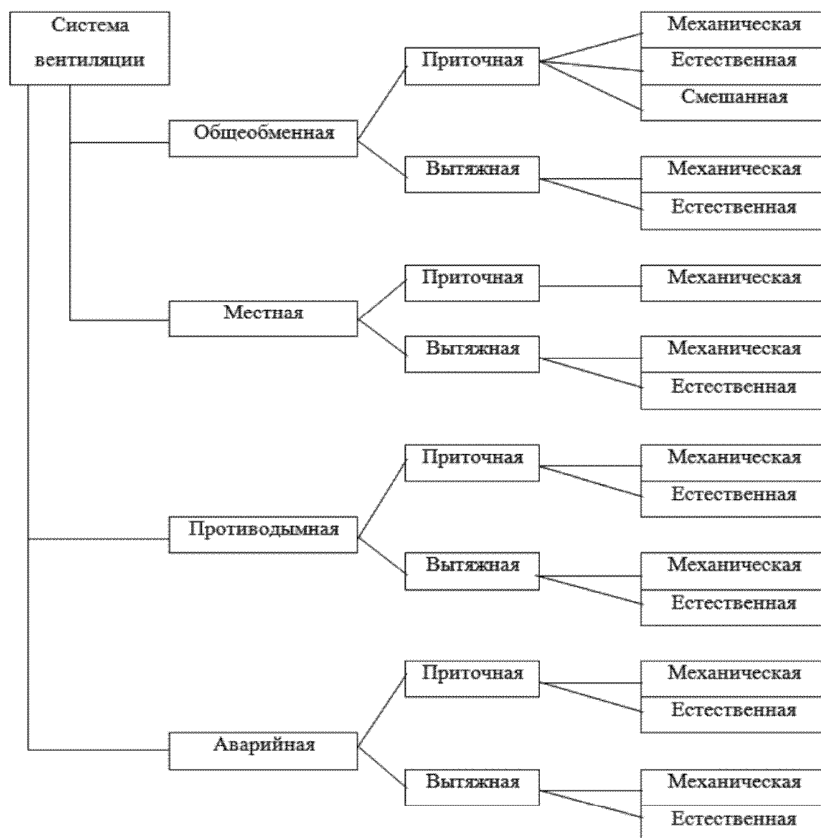 Система
вентиляции
Общеобменная
Приточная
Механическая
Естественная
Смешанная
Вытяжная
Механическая
Естественная
Местная
Приточная
Механическая
Вытяжная
Механическая
Естественная
Противодымная
Приточная
Механическая
Естественная
Вытяжная
Механическая
Естественная
Аварийная
Приточная
Механическая
Естественная
Вытяжная
Механическая
Естественная